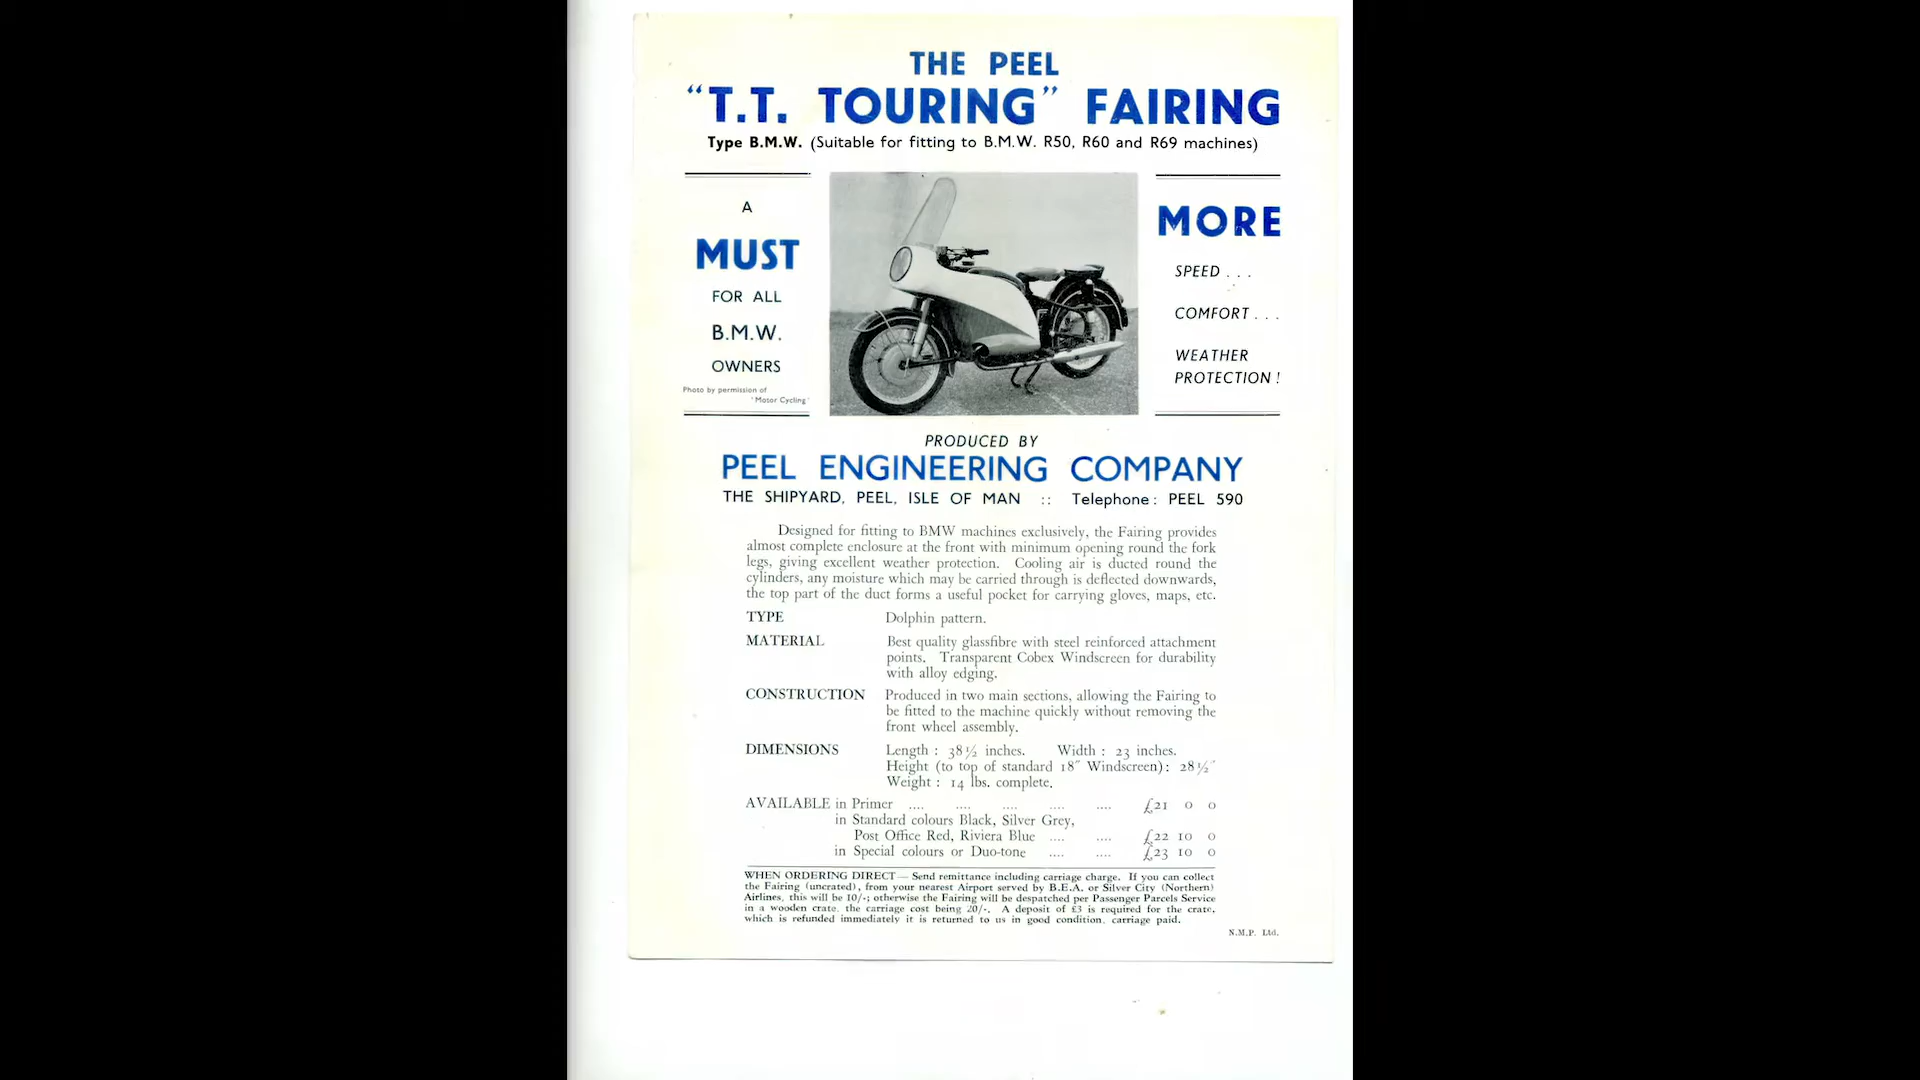 THE PEEL
“T.T. TOURING” FAIRING
Type B.M.W. (Suitable for fitting to B.M.W. R50, R60 and R69 machines)
A
MUST
FOR ALL
B.M.W.
OWNERS
Photo by permission of
'Motor Cycling'
MORE
SPEED . . .
COMFORT . . .
WEATHER
PROTECTION !
PRODUCED BY
PEEL ENGINEERING COMPANY
THE SHIPYARD, PEEL, ISLE OF MAN :: Telephone: PEEL 590
Designed for fitting to BMW machines exclusively, the Fairing provides
almost complete enclosure at the front with minimum opening round the fork
legs, giving excellent weather protection. Cooling air is ducted round the
cylinders, any moisture which may be carried through is deflected downwards,
the top part of the duct forms a useful pocket for carrying gloves, maps, etc.
TYPE Dolphin pattern.
MATERIAL Best quality glassfibre with steel reinforced attachment
points. Transparent Cobex Windscreen for durability
with alloy edging.
CONSTRUCTION Produced in two main sections, allowing the Fairing to
be fitted to the machine quickly without removing the
front wheel assembly.
DIMENSIONS Length : 38½ inches. Width : 23 inches.
Height (to top of standard 18″ Windscreen) : 28½″
Weight : 14 lbs. complete.
AVAILABLE in Primer .... .... .... .... .... £21 0 0
in Standard colours Black, Silver Grey,
Post Office Red, Riviera Blue .... .... £22 10 0
in Special colours or Duo-tone .... .... £23 10 0
WHEN ORDERING DIRECT — Send remittance including carriage charge. If you can collect
the Fairing (uncrated), from your nearest Airport served by B.E.A. or Silver City (Northern)
Airlines, this will be 10/-; otherwise the Fairing will be despatched per Passenger Parcels Service
in a wooden crate, the carriage cost being 20/-. A deposit of £3 is required for the crate,
which is refunded immediately it is returned to us in good condition, carriage paid.
N.M.P. Ltd.